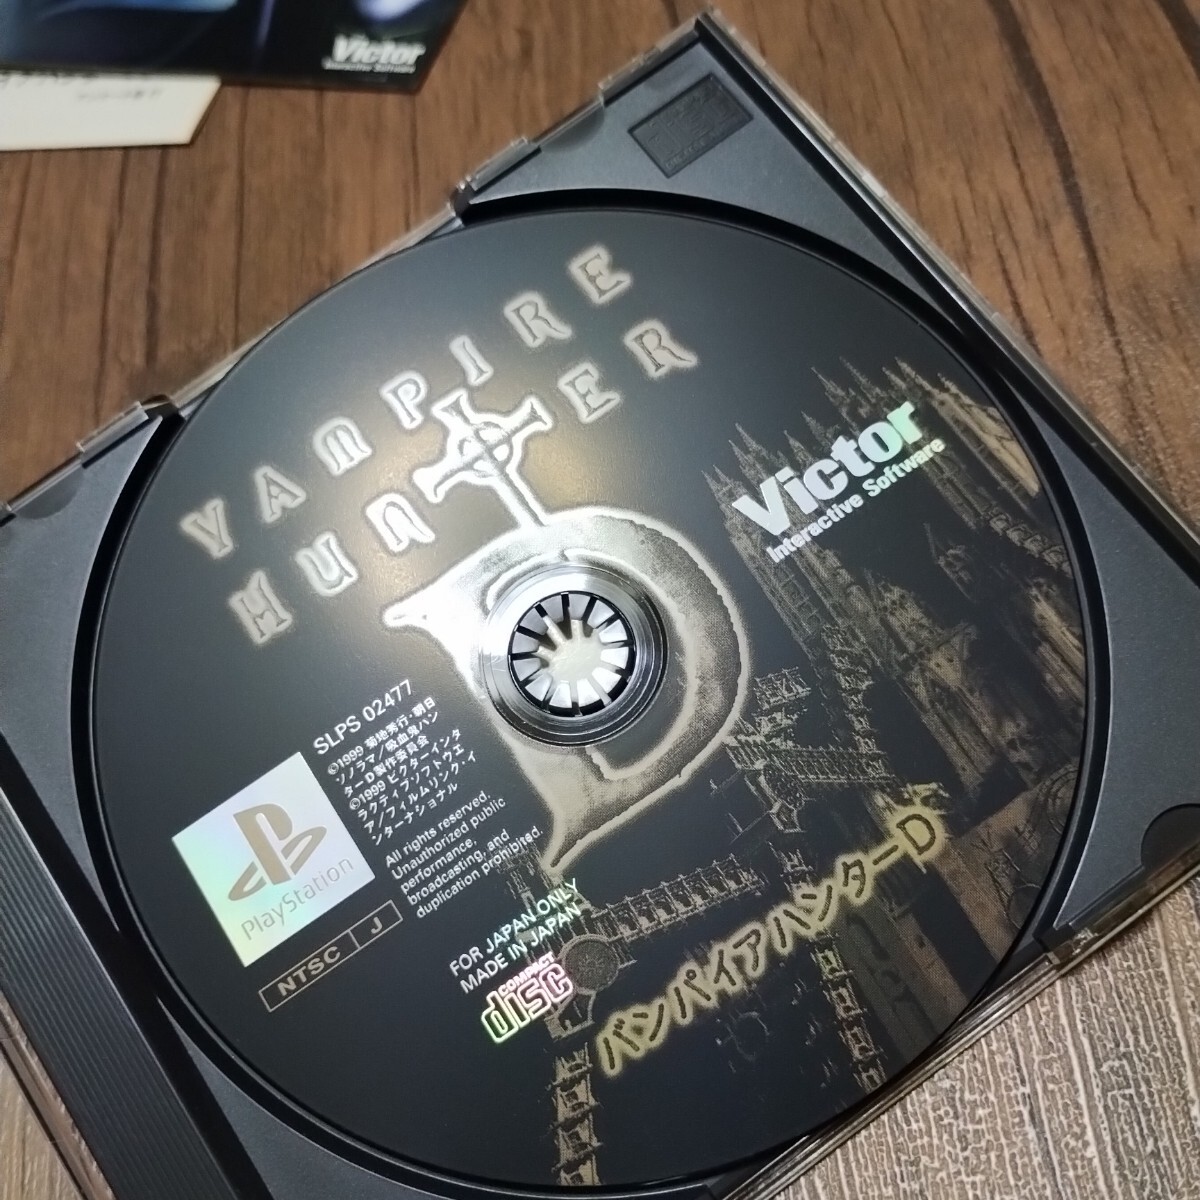 Victor
VAMPIRE
HUNTER
D
Victor
Interactive Software
SLPS 02477
©1999 菊地秀行・朝日
ソノラマ／吸血鬼ハン
ターD製作委員会
©1999 ビクターインタ
ラクティブソフトウエ
ア／フィルムリンク・イ
ンターナショナル
All rights reserved.
Unauthorized public
performance,
broadcasting, and
duplication prohibited.
PlayStation
NTSC J
FOR JAPAN ONLY
MADE IN JAPAN
COMPACT
disc
バンパイアハンターD